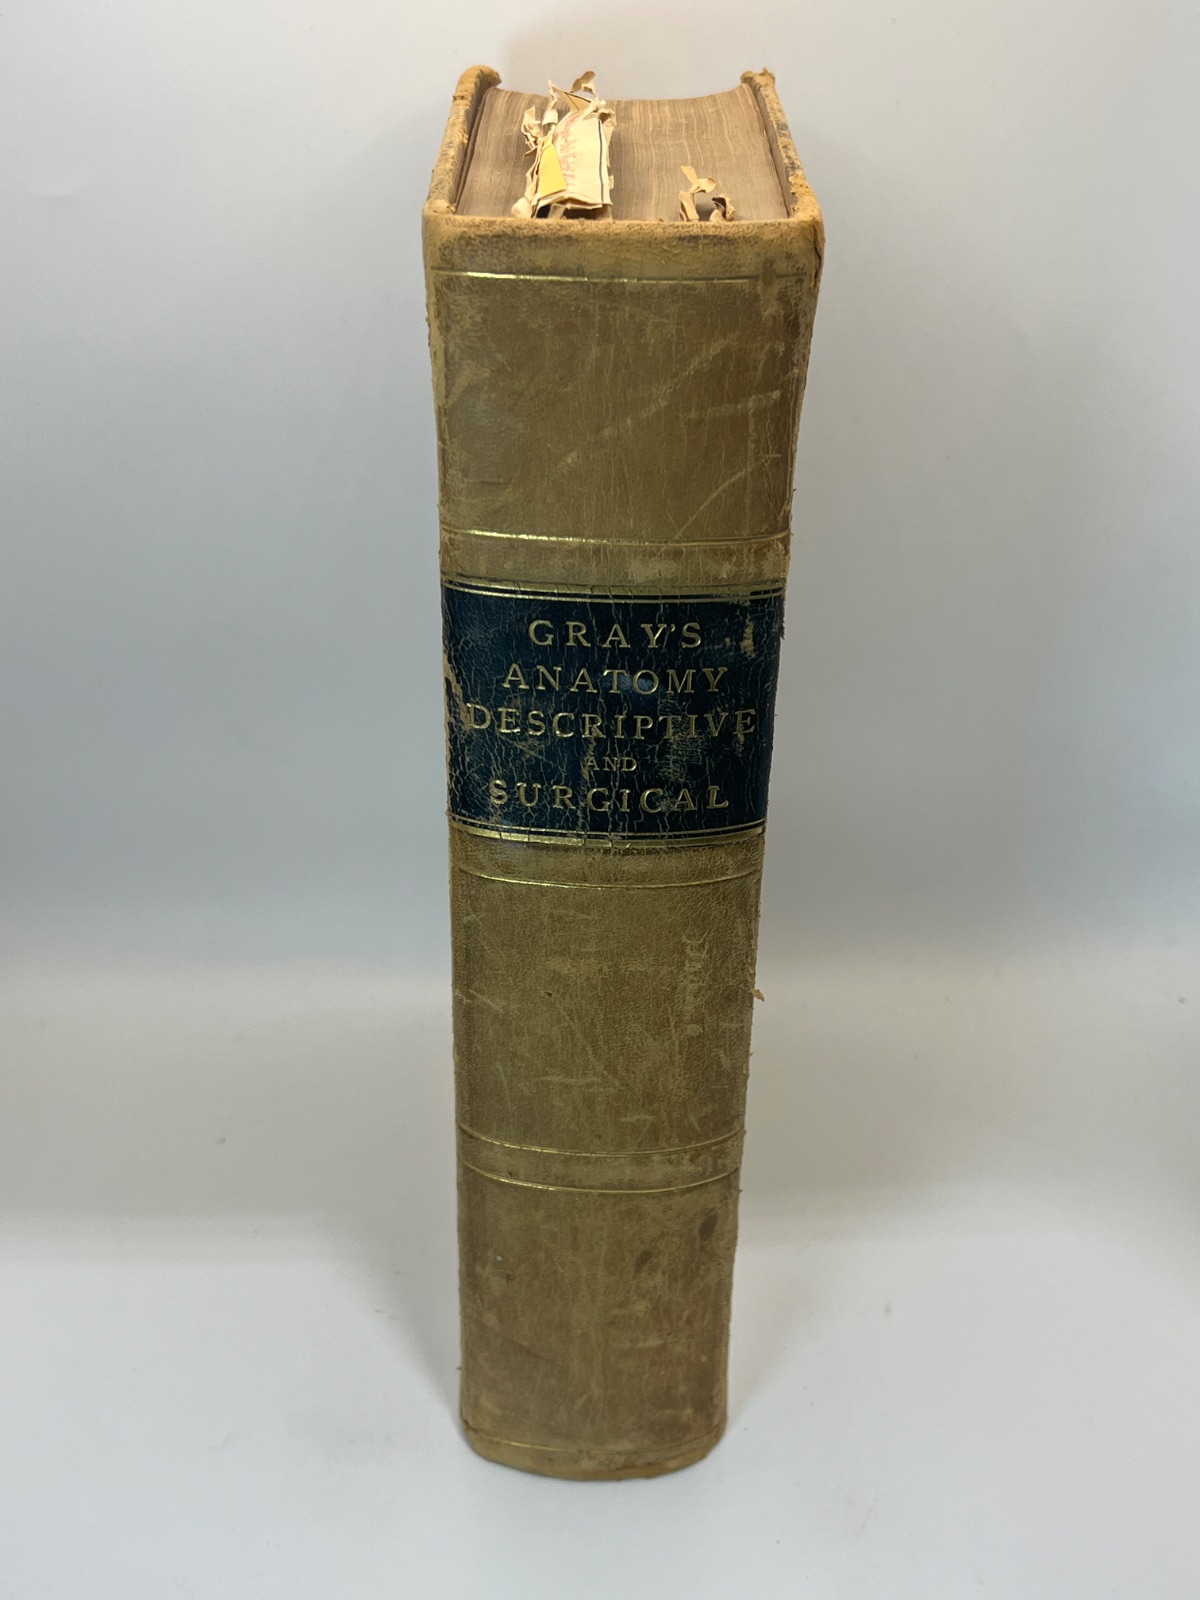 GRAY'S
ANATOMY
DESCRIPTIVE
AND
SURGICAL